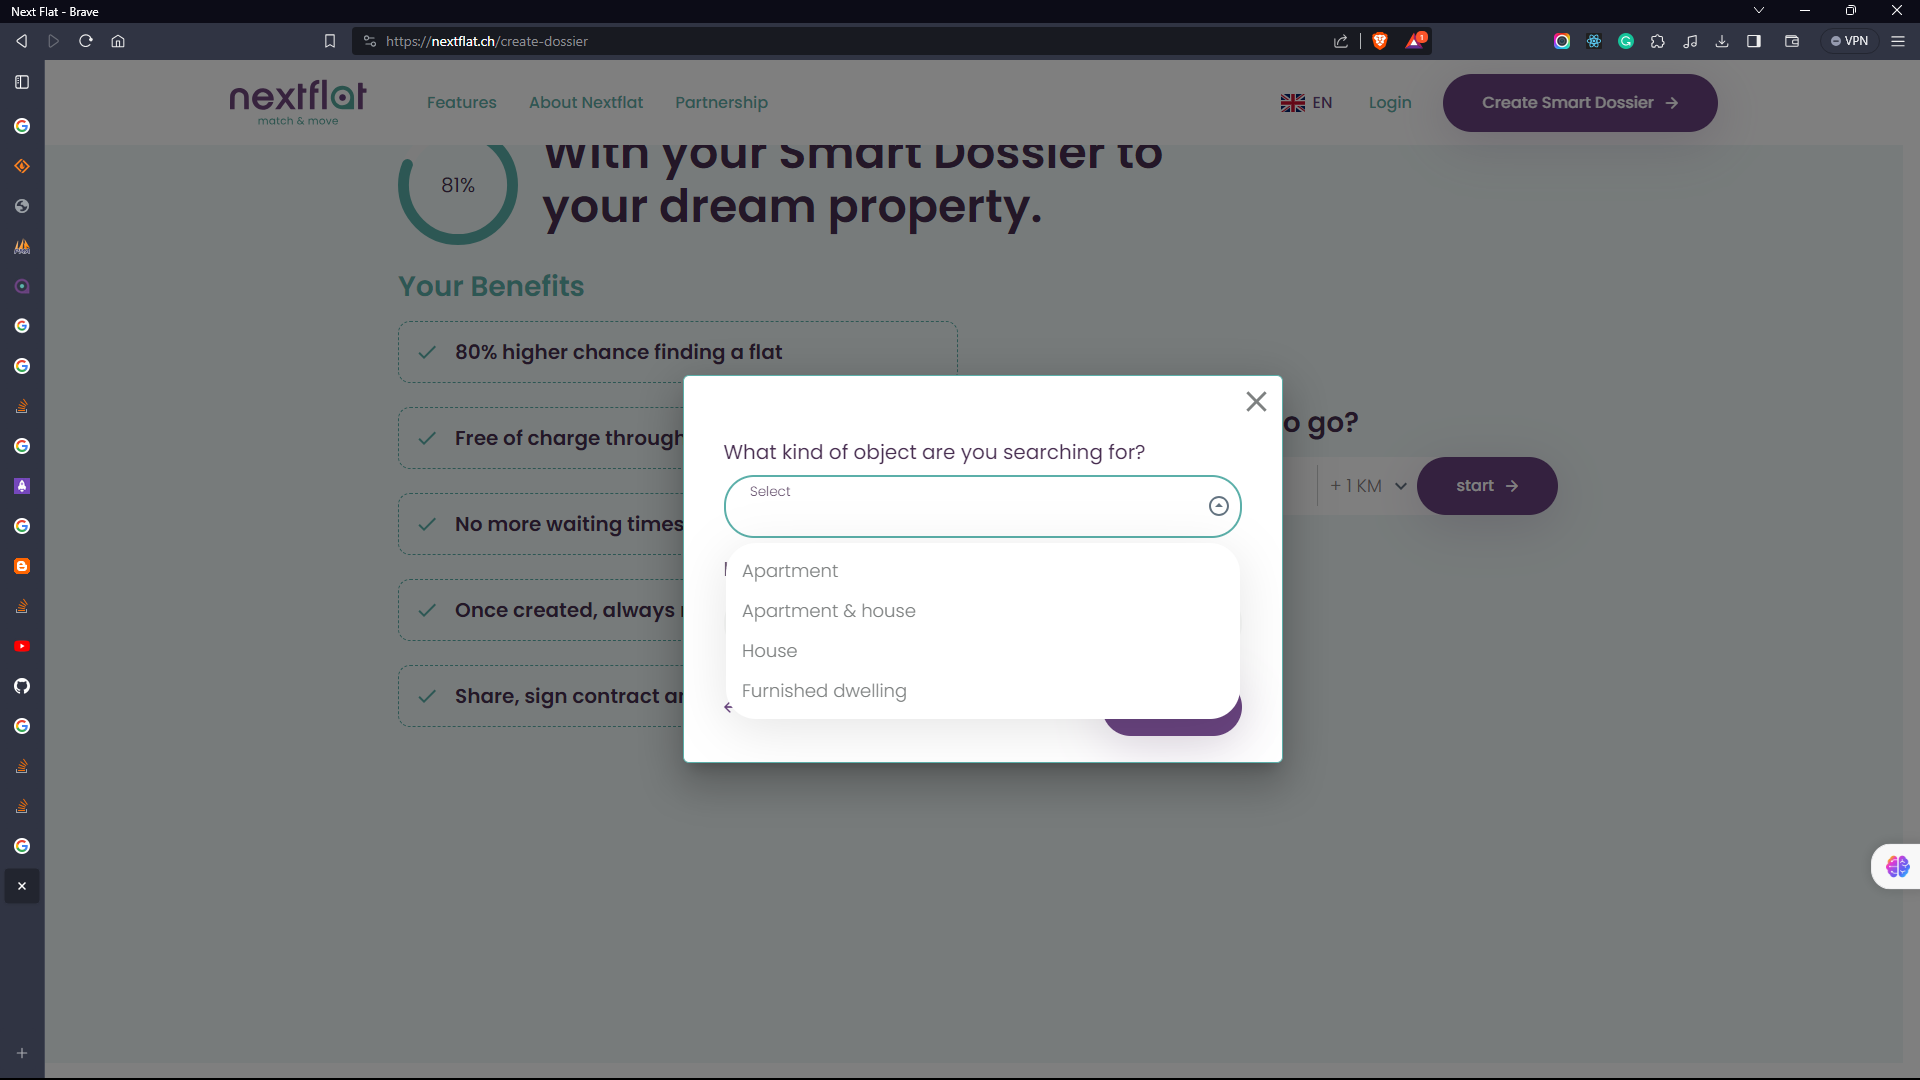 Next Flat - Brave
https://nextflat.ch/create-dossier
1
VPN
nextflat
match & move
Features
About Nextflat
Partnership
EN
Login
Create Smart Dossier
81%
With your Smart Dossier to
your dream property.
Your Benefits
80% higher chance finding a flat
Free of charge through
No more waiting times
Once created, always
Share, sign contract
o go?
+ 1 KM
start
What kind of object are you searching for?
Select
Apartment
Apartment & house
House
Furnished dwelling